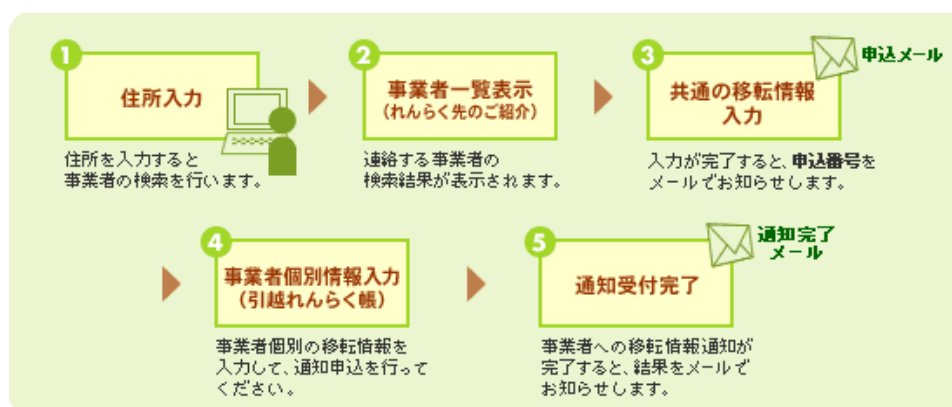 1
住所入力
住所を入力すると
事業者の検索を行います。
2
事業者一覧表示
(れんらく先のご紹介)
連絡する事業者の
検索結果が表示されます。
3
申込メール
共通の移転情報
入力
入力が完了すると、申込番号を
メールでお知らせします。
4
事業者個別情報入力
(引越れんらく帳)
事業者個別の移転情報を
入力して、通知申込を行って
ください。
5
通知完了
メール
通知受付完了
事業者への移転情報通知が
完了すると、結果をメールで
お知らせします。